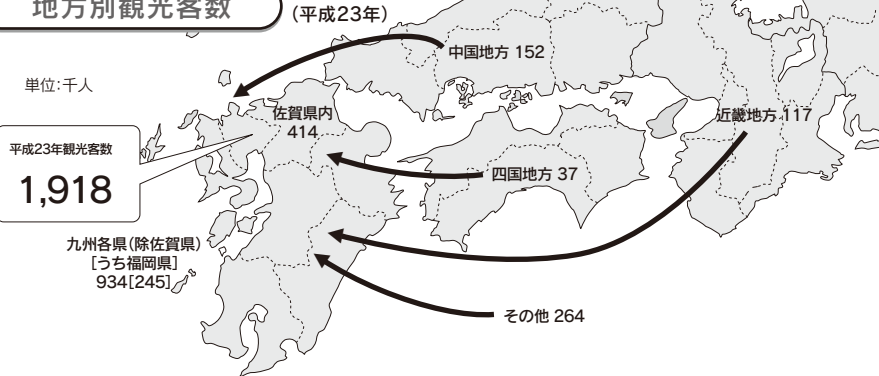 地方別観光客数
(平成23年)
単位:千人
中国地方 152
佐賀県内
414
近畿地方 117
平成23年観光客数
1,918
四国地方 37
九州各県(除佐賀県)
[うち福岡県]
934[245]
その他 264